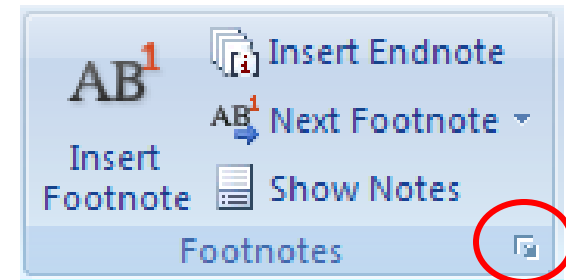 AB1
Insert
Footnote
[i] Insert Endnote
AB1 Next Footnote
Show Notes
Footnotes